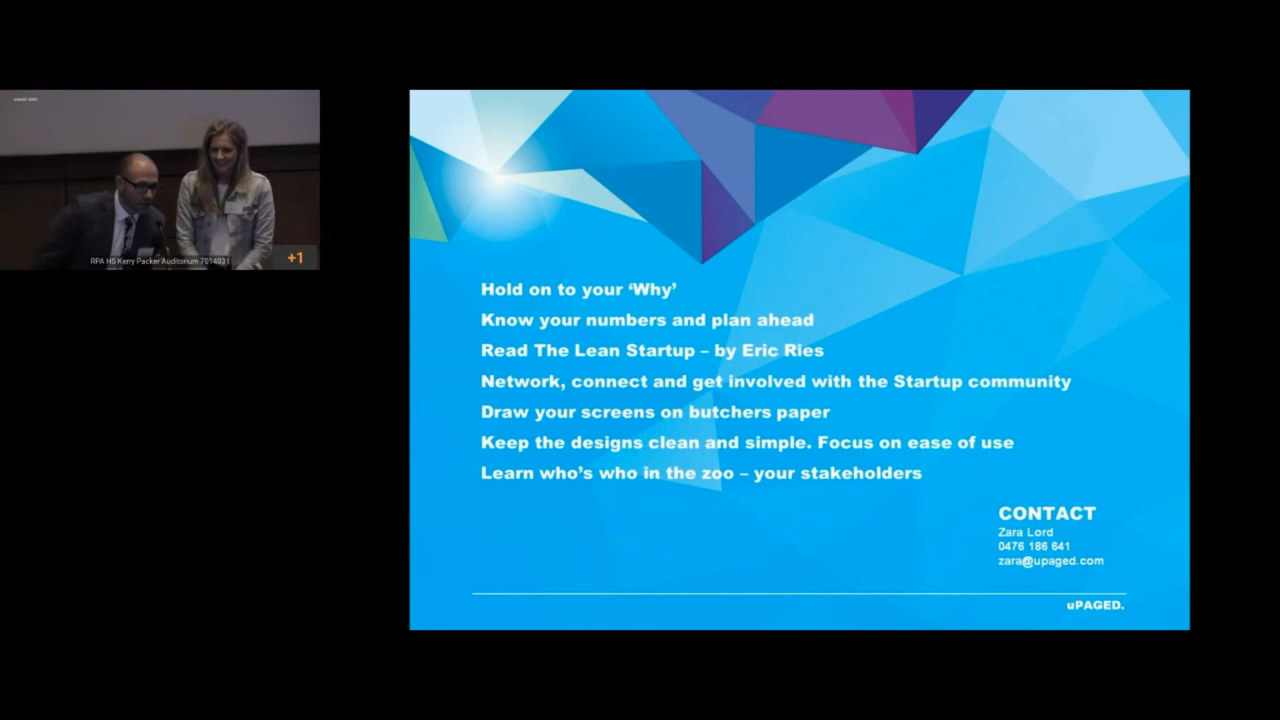 RPA HS Kerry Packer Auditorium 7014031
+1
Hold on to your ‘Why’
Know your numbers and plan ahead
Read The Lean Startup – by Eric Ries
Network, connect and get involved with the Startup community
Draw your screens on butchers paper
Keep the designs clean and simple. Focus on ease of use
Learn who’s who in the zoo – your stakeholders
CONTACT
Zara Lord
0476 186 641
zara@upaged.com
uPAGED.